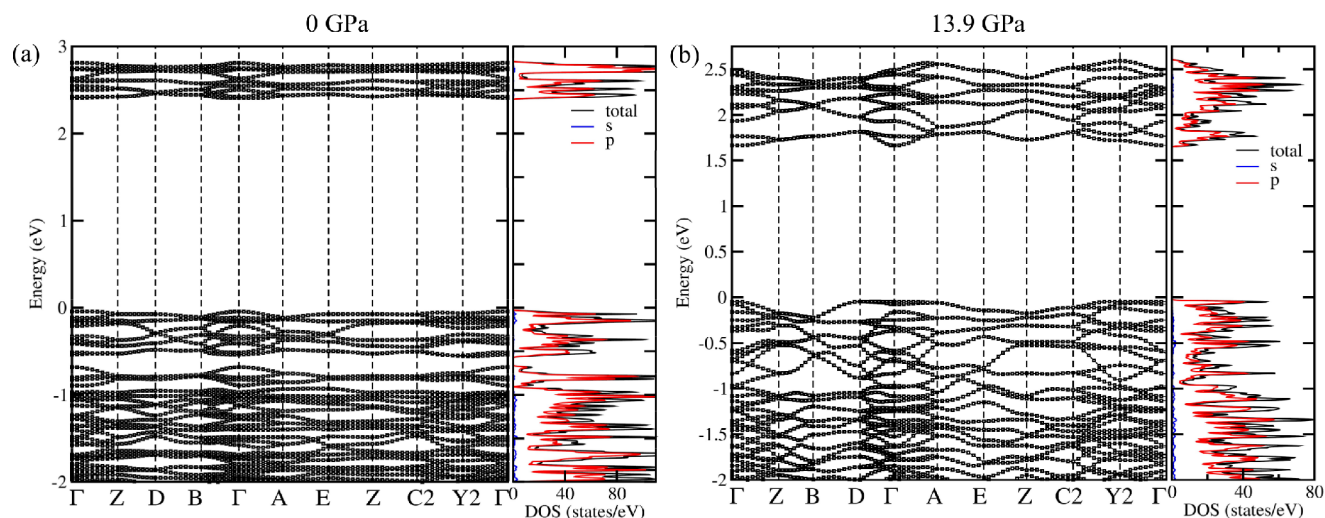 0 GPa
13.9 GPa
(a)
3
2
1
0
-1
-2
Energy (eV)
Γ Z D B Γ A E Z C2 Y2 Γ
total
s
p
0 40 80
DOS (states/eV)
(b)
2.5
2
1.5
1
0.5
0
-0.5
-1
-1.5
-2
Energy (eV)
Γ Z B D Γ A E Z C2 Y2 Γ
total
s
p
0 20 40 60 80
DOS (states/eV)